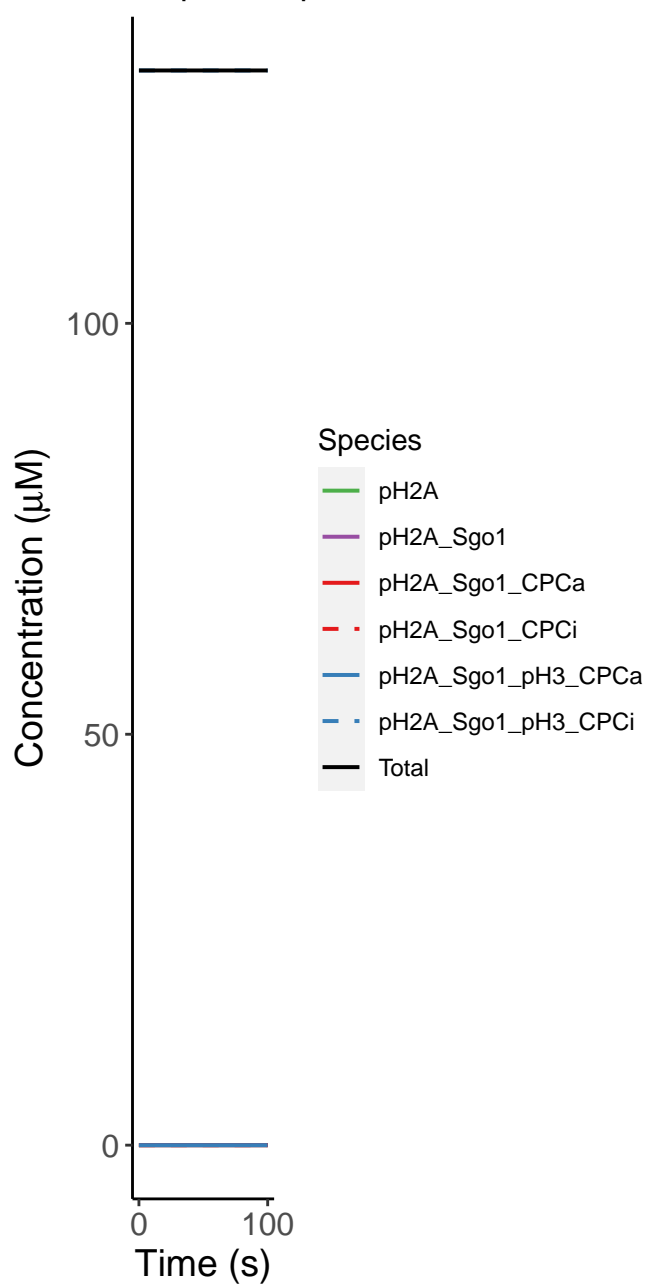 100
50
0
Concentration (μM)
0 100
Time (s)
Species
pH2A
pH2A_Sgo1
pH2A_Sgo1_CPCa
pH2A_Sgo1_CPCi
pH2A_Sgo1_pH3_CPCa
pH2A_Sgo1_pH3_CPCi
Total